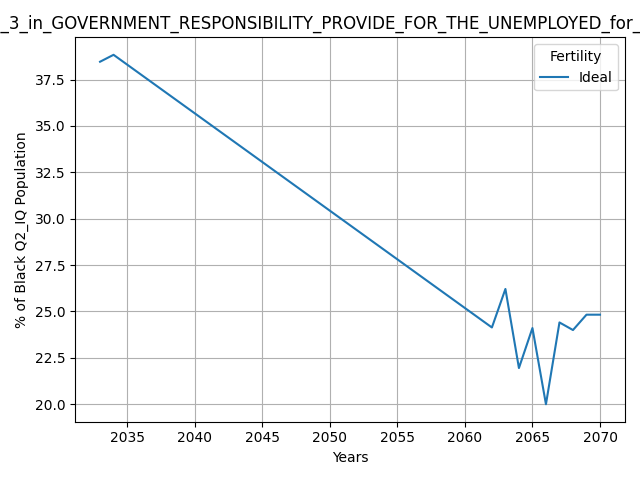 _3_in_GOVERNMENT_RESPONSIBILITY_PROVIDE_FOR_THE_UNEMPLOYED_for_
Fertility
Ideal
% of Black Q2_IQ Population
37.5
35.0
32.5
30.0
27.5
25.0
22.5
20.0
2035 2040 2045 2050 2055 2060 2065 2070
Years